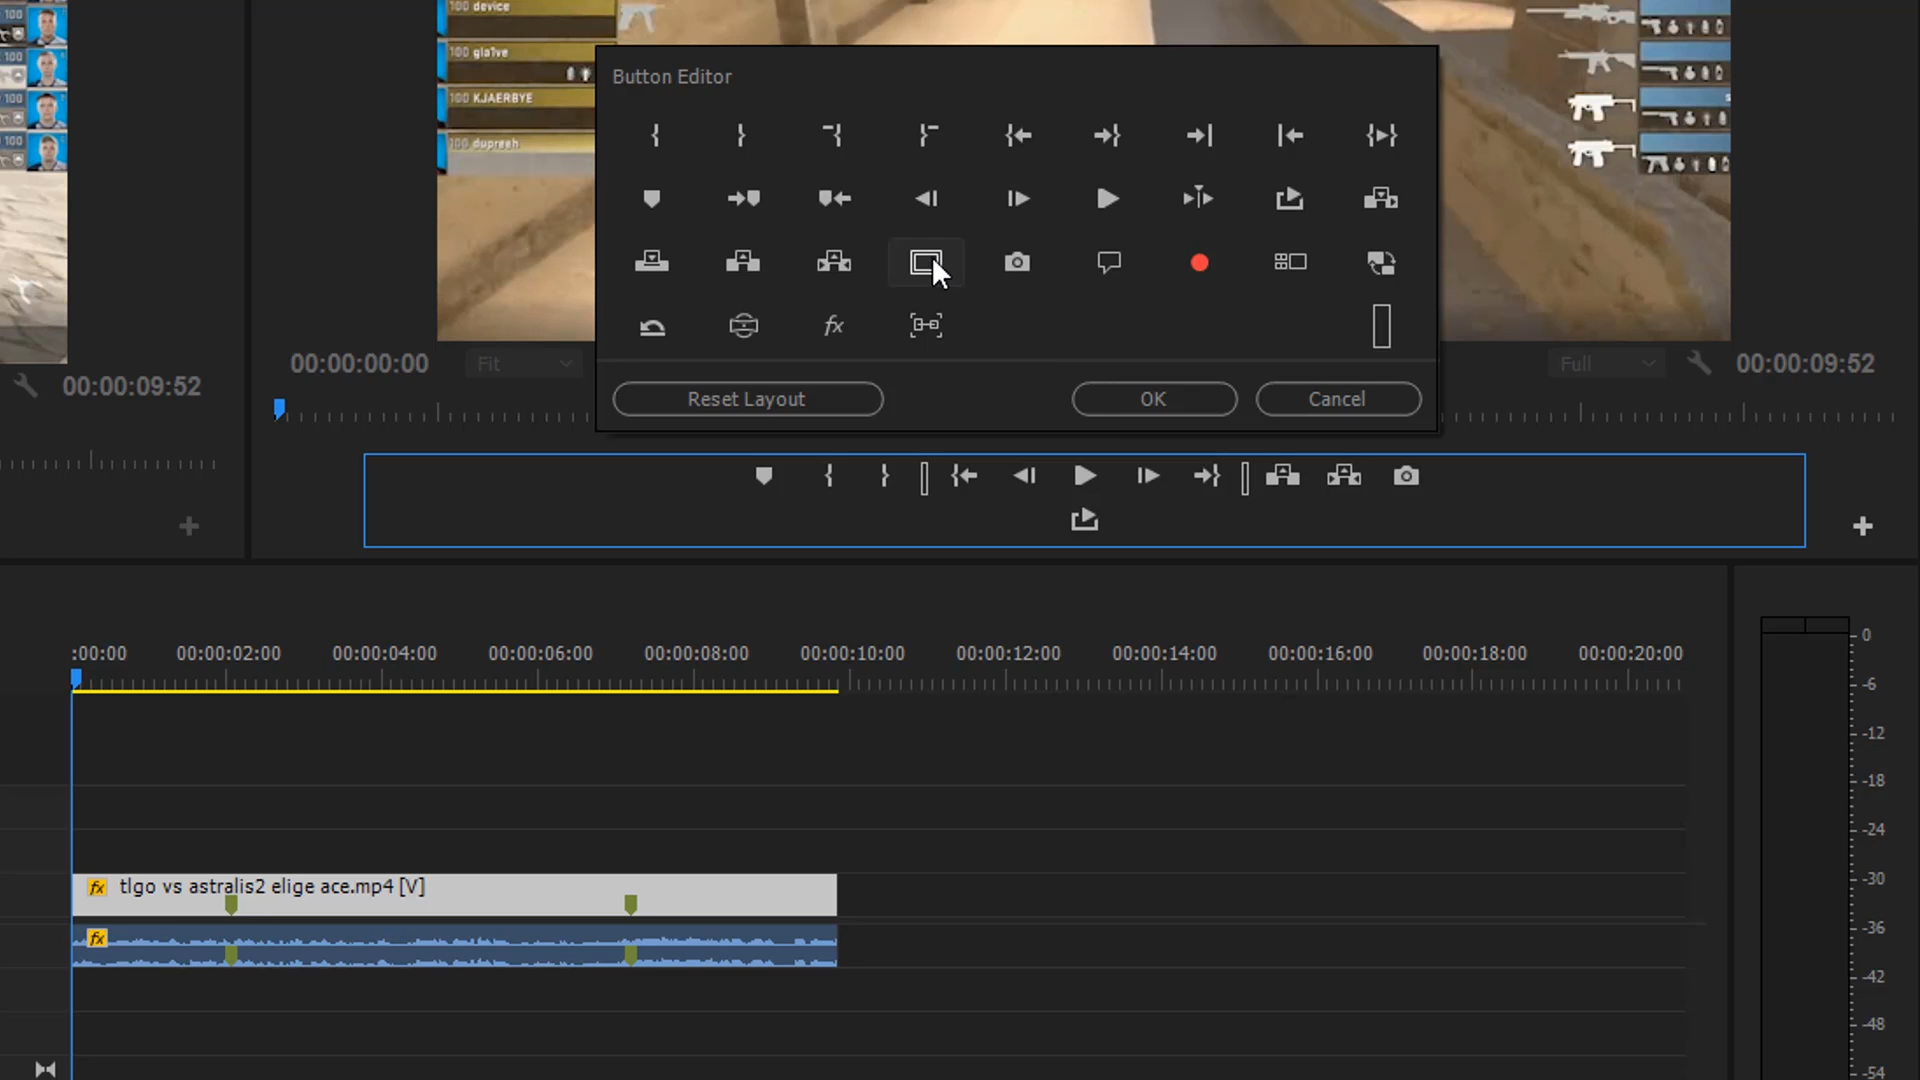 100
100
100
100
device
100 gla1ve
100 KJAERBYE
100 dupreeh
Button Editor
fx
Reset Layout
OK
Cancel
00:00:09:52
00:00:00:00
Fit
Full
00:00:09:52
:00:00
00:00:02:00
00:00:04:00
00:00:06:00
00:00:08:00
00:00:10:00
00:00:12:00
00:00:14:00
00:00:16:00
00:00:18:00
00:00:20:00
fx tlgo vs astralis2 elige ace.mp4 [V]
fx
0
-6
-12
-18
-24
-30
-36
-42
-48
-54